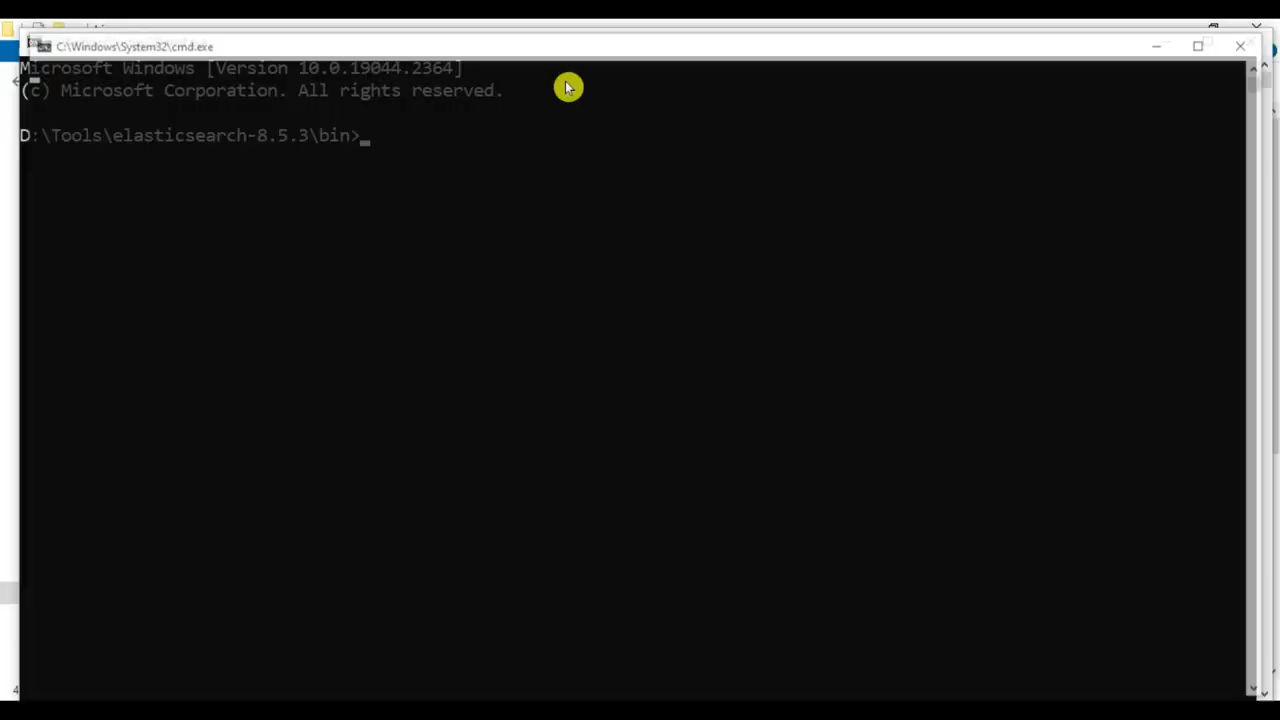 C:\Windows\System32\cmd.exe
Microsoft Windows [Version 10.0.19044.2364]
(c) Microsoft Corporation. All rights reserved.
D:\Tools\elasticsearch-8.5.3\bin>